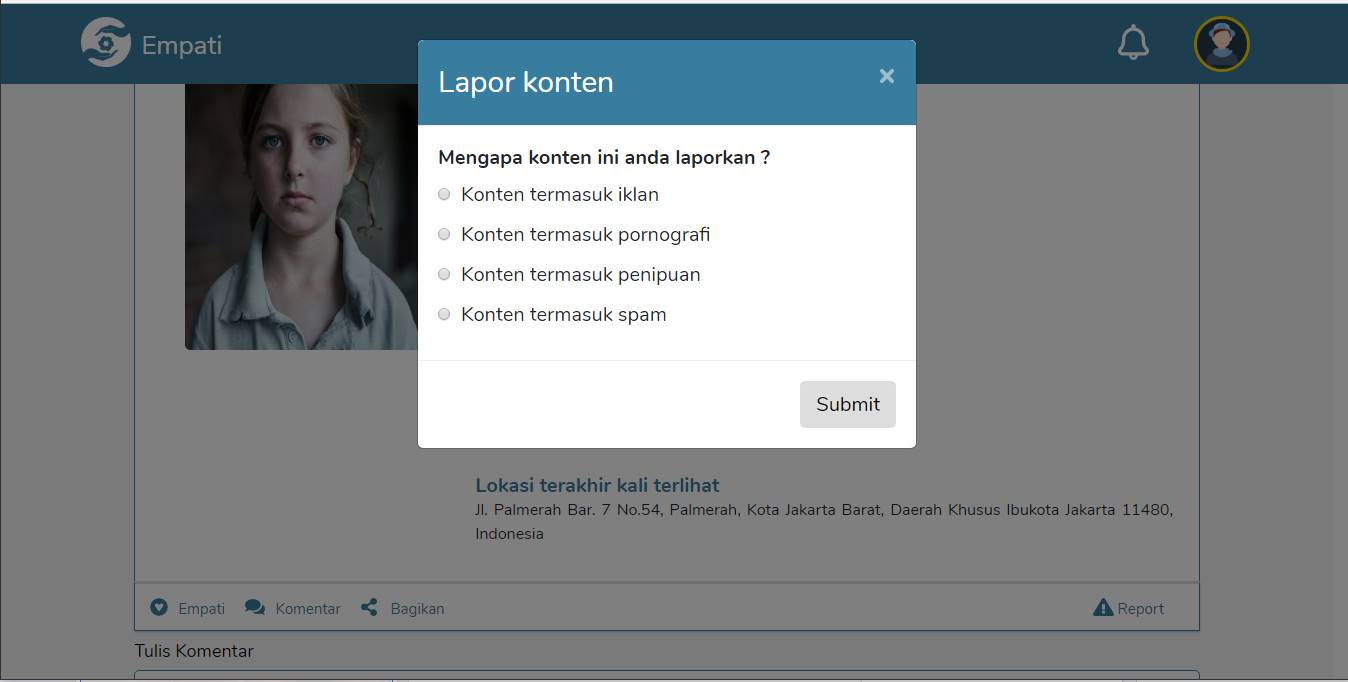 Empati
Lapor konten
Mengapa konten ini anda laporkan ?
Konten termasuk iklan
Konten termasuk pornografi
Konten termasuk penipuan
Konten termasuk spam
Submit
Lokasi terakhir kali terlihat
Jl. Palmerah Bar. 7 No.54, Palmerah, Kota Jakarta Barat, Daerah Khusus Ibukota Jakarta 11480,
Indonesia
Empati Komentar Bagikan Report
Tulis Komentar